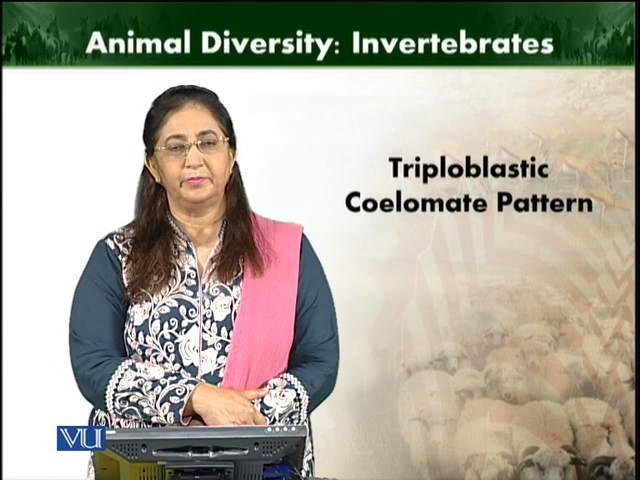 Animal Diversity: Invertebrates
Triploblastic
Coelomate Pattern
VU